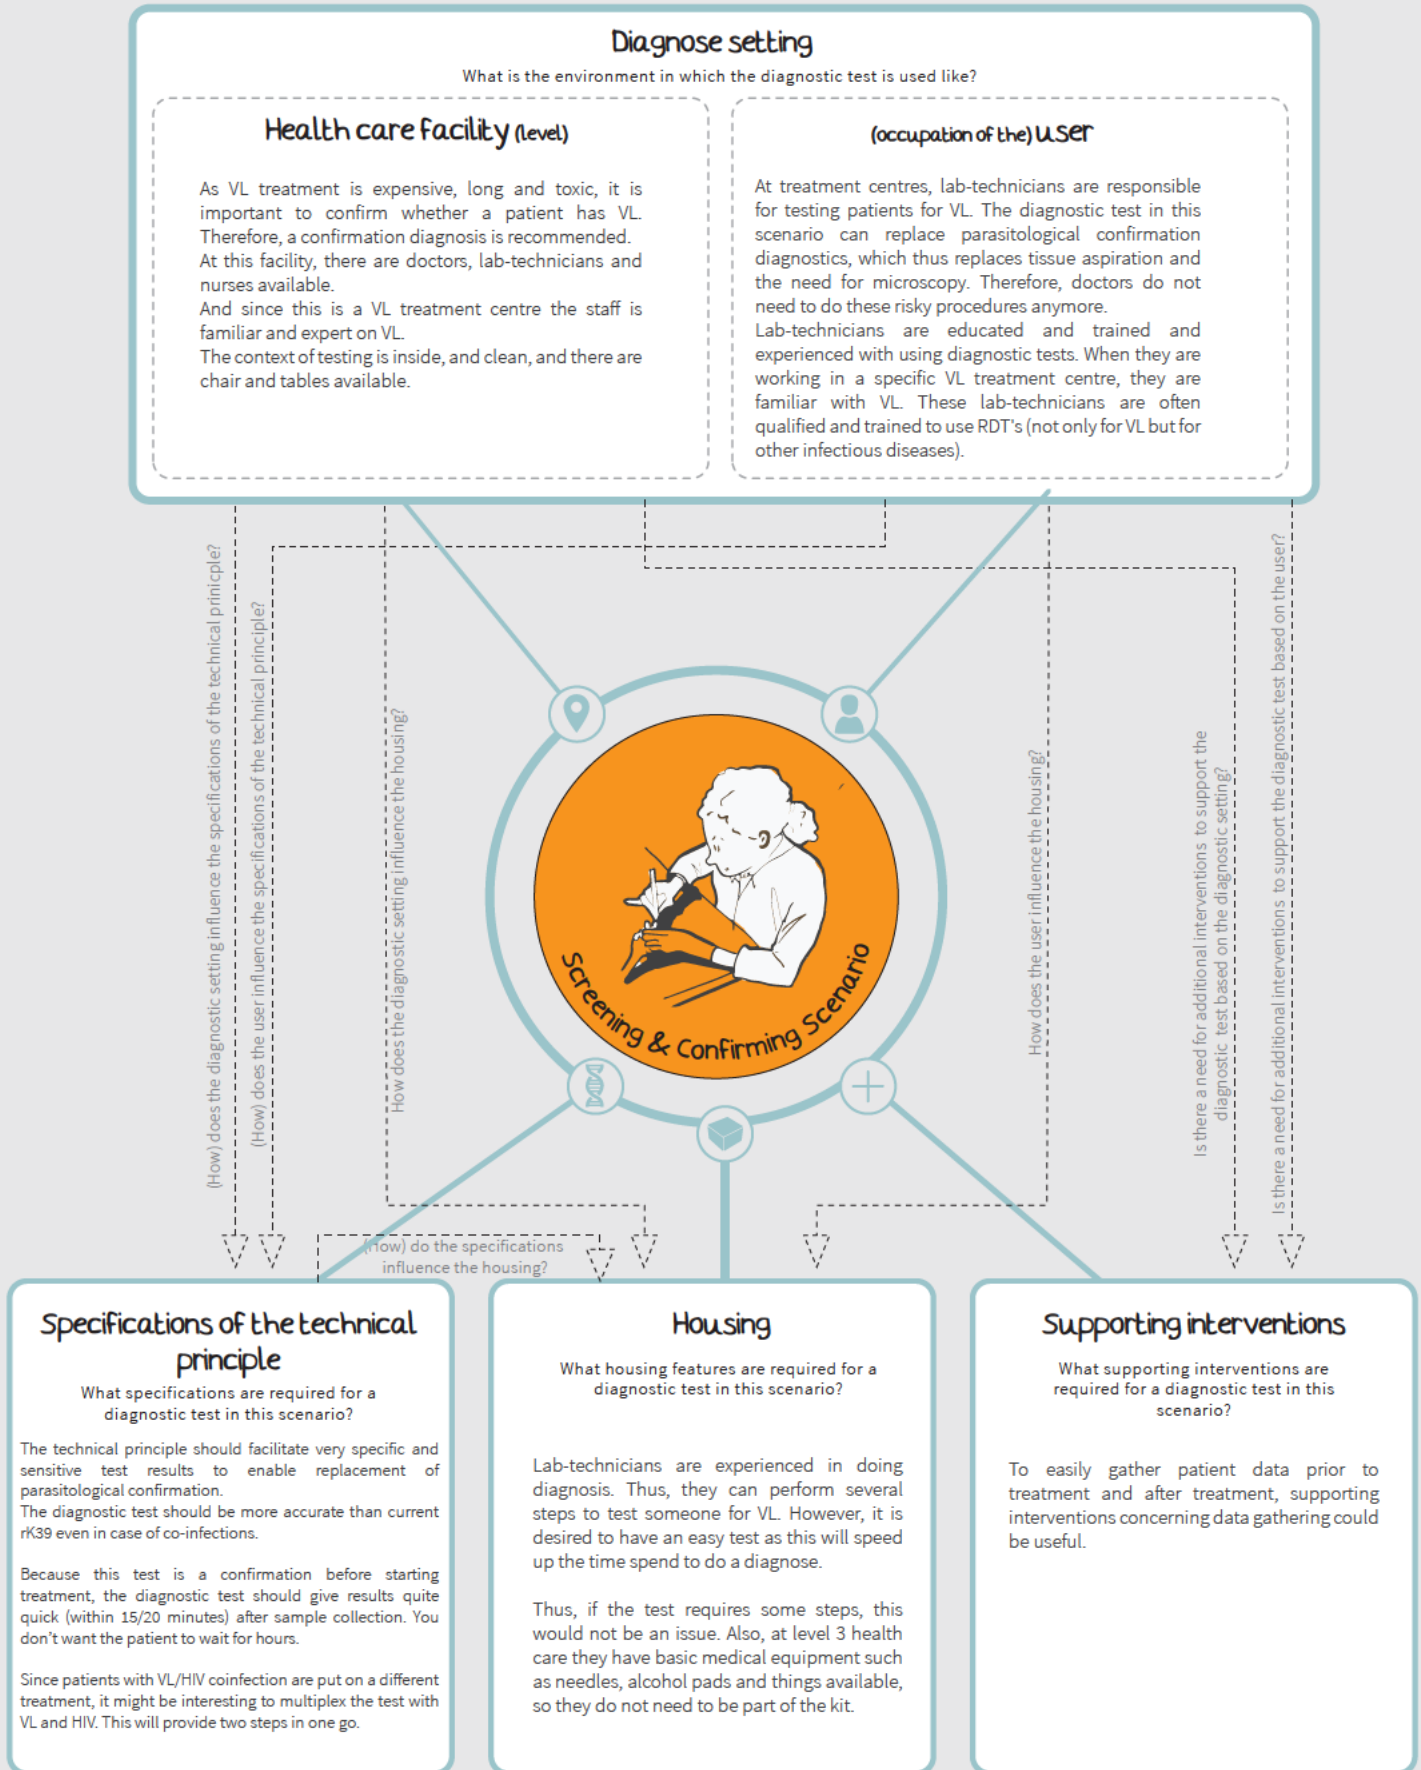 Diagnose setting
What is the environment in which the diagnostic test is used like?
Health care facility (level)
As VL treatment is expensive, long and toxic, it is
important to confirm whether a patient has VL.
Therefore, a confirmation diagnosis is recommended.
At this facility, there are doctors, lab-technicians and
nurses available.
And since this is a VL treatment centre the staff is
familiar and expert on VL.
The context of testing is inside, and clean, and there are
chair and tables available.
(occupation of the) user
At treatment centres, lab-technicians are responsible
for testing patients for VL. The diagnostic test in this
scenario can replace parasitological confirmation
diagnostics, which thus replaces tissue aspiration and
the need for microscopy. Therefore, doctors do not
need to do these risky procedures anymore.
Lab-technicians are educated and trained and
experienced with using diagnostic tests. When they are
working in a specific VL treatment centre, they are
familiar with VL. These lab-technicians are often
qualified and trained to use RDT's (not only for VL but for
other infectious diseases).
(How) does the diagnostic setting influence the specifications of the technical prinicple?
(How) does the user influence the specifications of the technical principle?
How does the diagnostic setting influence the housing?
How does the user influence the housing?
Is there a need for additional interventions to support the
diagnostic test based on the diagnostic setting?
Is there a need for additional interventions to support the diagnostic test based on the user?
Screening & Confirming Scenario
(How) do the specifications
influence the housing?
Specifications of the technical
principle
What specifications are required for a
diagnostic test in this scenario?
The technical principle should facilitate very specific and
sensitive test results to enable replacement of
parasitological confirmation.
The diagnostic test should be more accurate than current
rK39 even in case of co-infections.
Because this test is a confirmation before starting
treatment, the diagnostic test should give results quite
quick (within 15/20 minutes) after sample collection. You
don't want the patient to wait for hours.
Since patients with VL/HIV coinfection are put on a different
treatment, it might be interesting to multiplex the test with
VL and HIV. This will provide two steps in one go.
Housing
What housing features are required for a
diagnostic test in this scenario?
Lab-technicians are experienced in doing
diagnosis. Thus, they can perform several
steps to test someone for VL. However, it is
desired to have an easy test as this will speed
up the time spend to do a diagnose.
Thus, if the test requires some steps, this
would not be an issue. Also, at level 3 health
care they have basic medical equipment such
as needles, alcohol pads and things available,
so they do not need to be part of the kit.
Supporting interventions
What supporting interventions are
required for a diagnostic test in this
scenario?
To easily gather patient data prior to
treatment and after treatment, supporting
interventions concerning data gathering could
be useful.